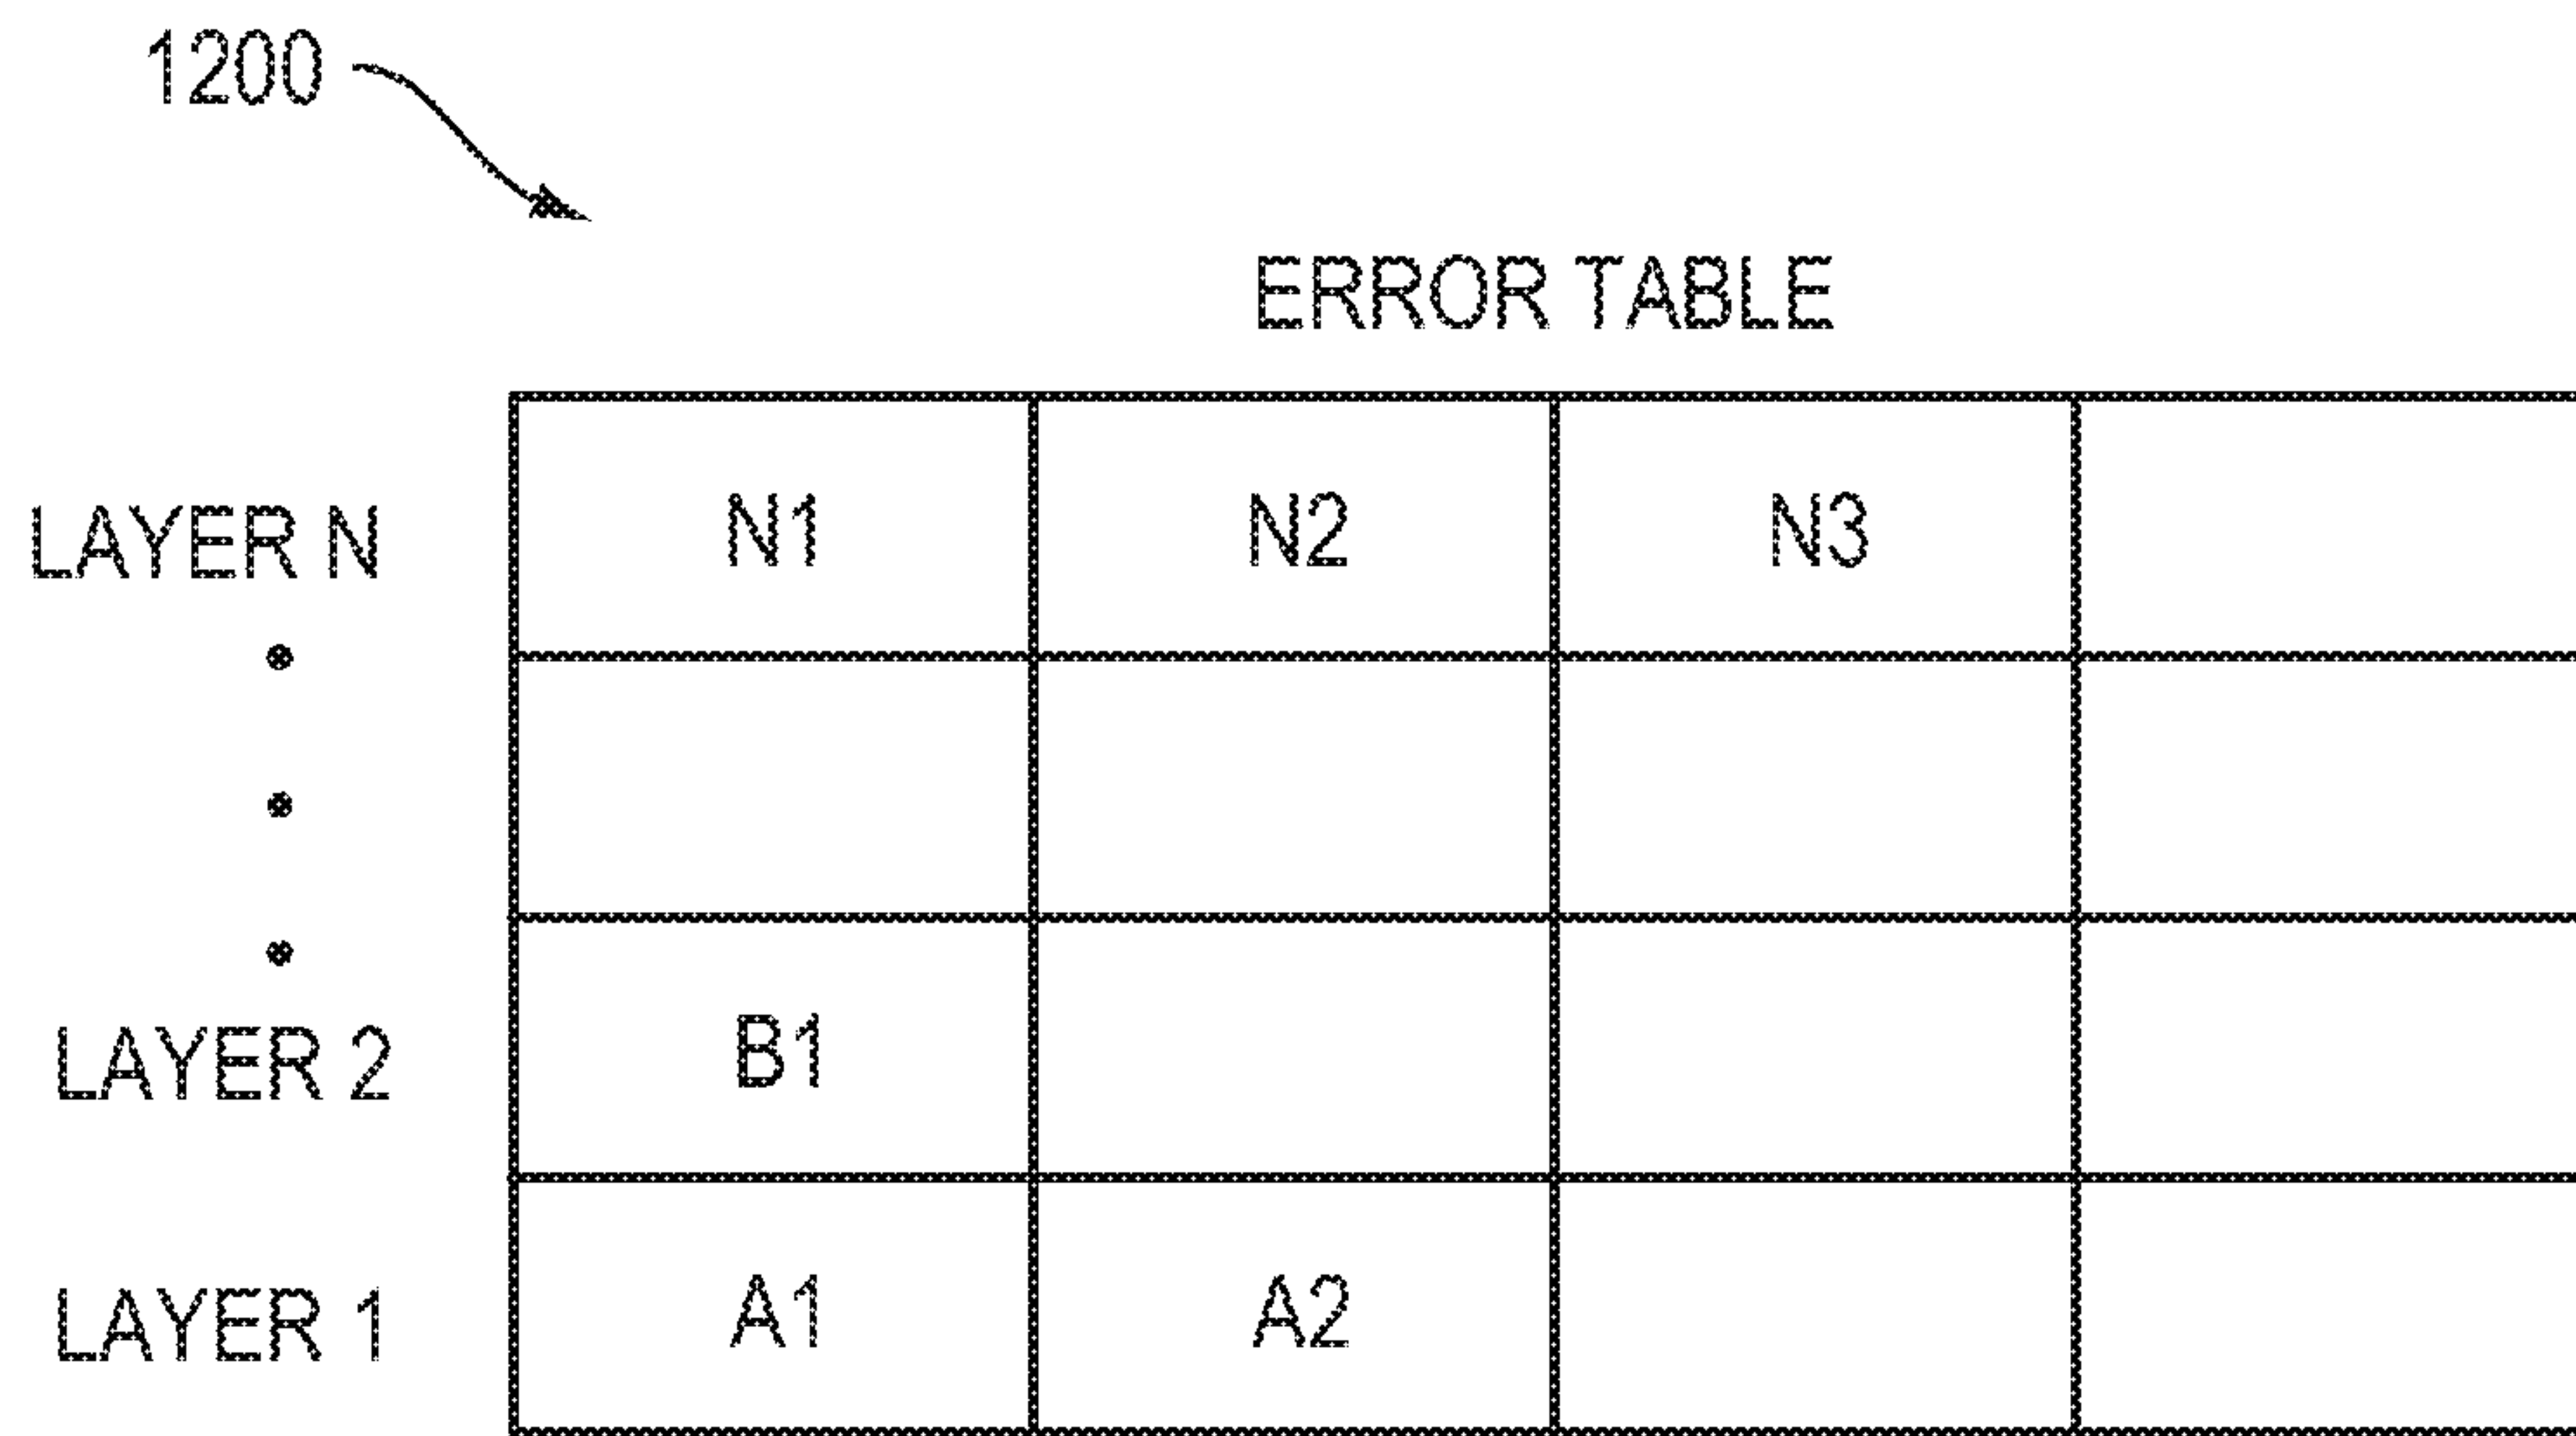 1200
ERROR TABLE
LAYER N N1 N2 N3
LAYER 2 B1
LAYER 1 A1 A2